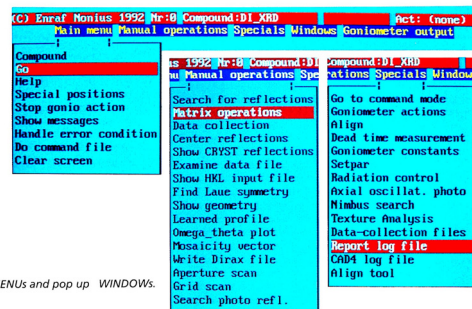 (C) Enraf Nonius 1992 Nr:0 Compound:DI_XRD Act: (none)
Main menu Manual operations Specials Windows Goniometer output
Compound
Go
Help
Special positions
Stop gonio action
Show messages
Handle error condition
Do command file
Clear screen
us 1992 Nr:0 Compound:DI
nu Manual operations Spe
Search for reflections
Matrix operations
Data collection
Center reflections
Show CRYST reflections
Examine data file
Show HKL input file
Find Laue symmetry
Show geometry
Learned profile
Omega_theta plot
Mosaicity vector
Write Dirax file
Aperture scan
Grid scan
Search photo refl.
Compound:DI_XRD
rations Specials Window
Go to command mode
Goniometer actions
Align
Dead time measurement
Goniometer constants
Setpar
Radiation control
Axial oscillat. photo
Nimbus search
Texture Analysis
Data-collection files
Report log file
CAD4 log file
Align tool
ENUs and pop up WINDOWs.